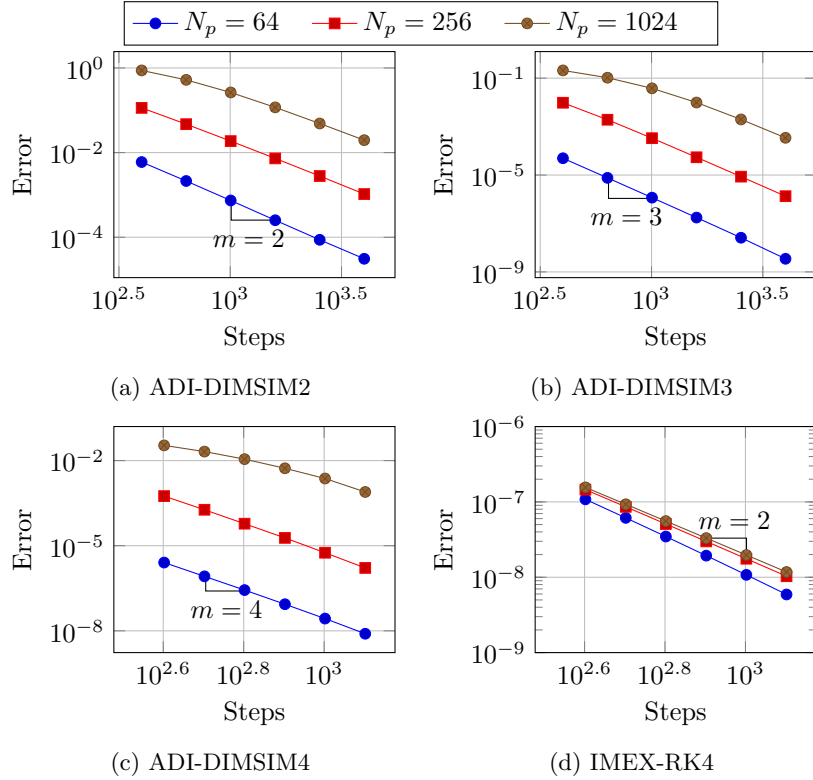 N_p = 64 N_p = 256 N_p = 1024
10^0
10^{-2}
10^{-4}
Error
m = 2
10^{2.5} 10^3 10^{3.5}
Steps
(a) ADI-DIMSIM2
10^{-1}
10^{-5}
10^{-9}
Error
m = 3
10^{2.5} 10^3 10^{3.5}
Steps
(b) ADI-DIMSIM3
10^{-2}
10^{-5}
10^{-8}
Error
m = 4
10^{2.6} 10^{2.8} 10^3
Steps
(c) ADI-DIMSIM4
10^{-6}
10^{-7}
10^{-8}
10^{-9}
Error
m = 2
10^{2.6} 10^{2.8} 10^3
Steps
(d) IMEX-RK4